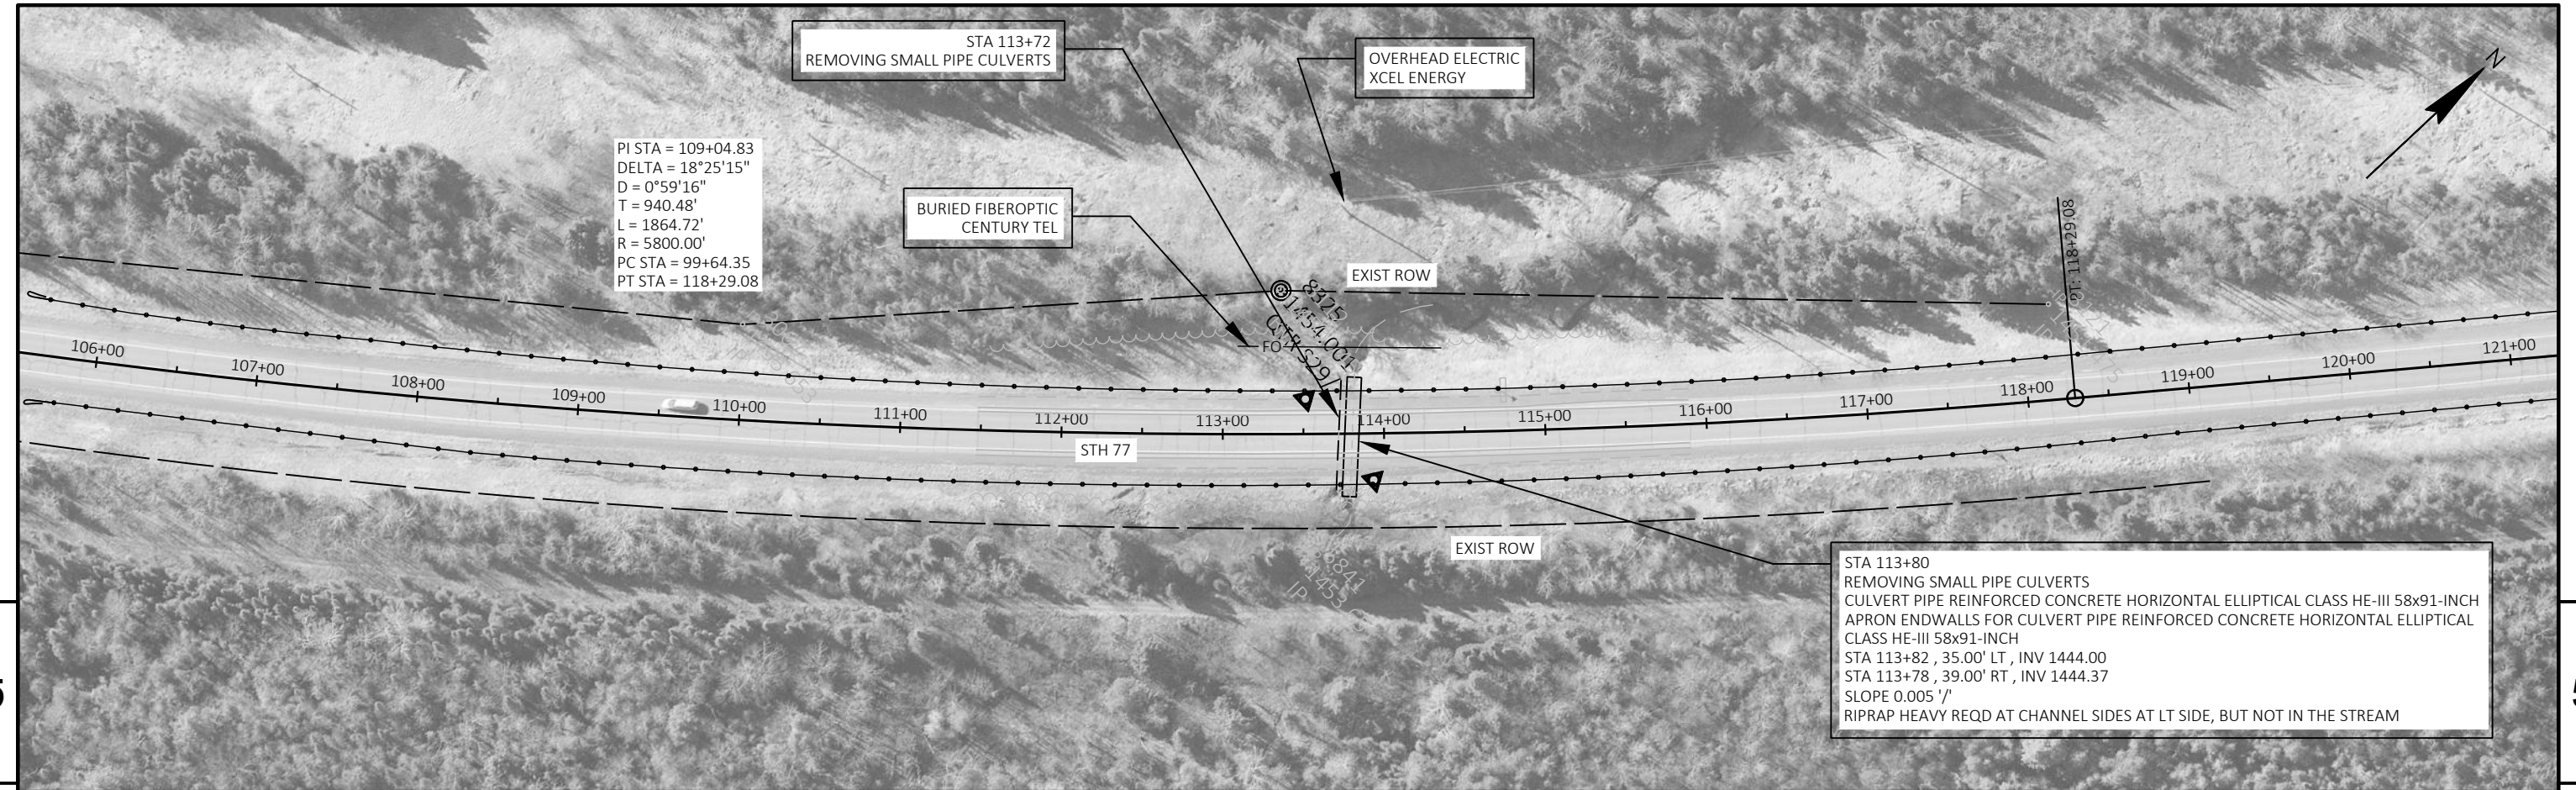 STA 113+72
REMOVING SMALL PIPE CULVERTS
OVERHEAD ELECTRIC
XCEL ENERGY
N
PI STA = 109+04.83
DELTA = 18°25'15"
D = 0°59'16"
T = 940.48'
L = 1864.72'
R = 5800.00'
PC STA = 99+64.35
PT STA = 118+29.08
BURIED FIBEROPTIC
CENTURY TEL
EXIST ROW
PT: 118+29.08
8325
1454.001
FO
106+00
107+00
108+00
109+00
110+00
111+00
112+00
113+00
114+00
115+00
116+00
117+00
118+00
119+00
120+00
121+00
STH 77
EXIST ROW
STA 113+80
REMOVING SMALL PIPE CULVERTS
CULVERT PIPE REINFORCED CONCRETE HORIZONTAL ELLIPTICAL CLASS HE-III 58x91-INCH
APRON ENDWALLS FOR CULVERT PIPE REINFORCED CONCRETE HORIZONTAL ELLIPTICAL
CLASS HE-III 58x91-INCH
STA 113+82 , 35.00' LT , INV 1444.00
STA 113+78 , 39.00' RT , INV 1444.37
SLOPE 0.005 '/'
RIPRAP HEAVY REQD AT CHANNEL SIDES AT LT SIDE, BUT NOT IN THE STREAM